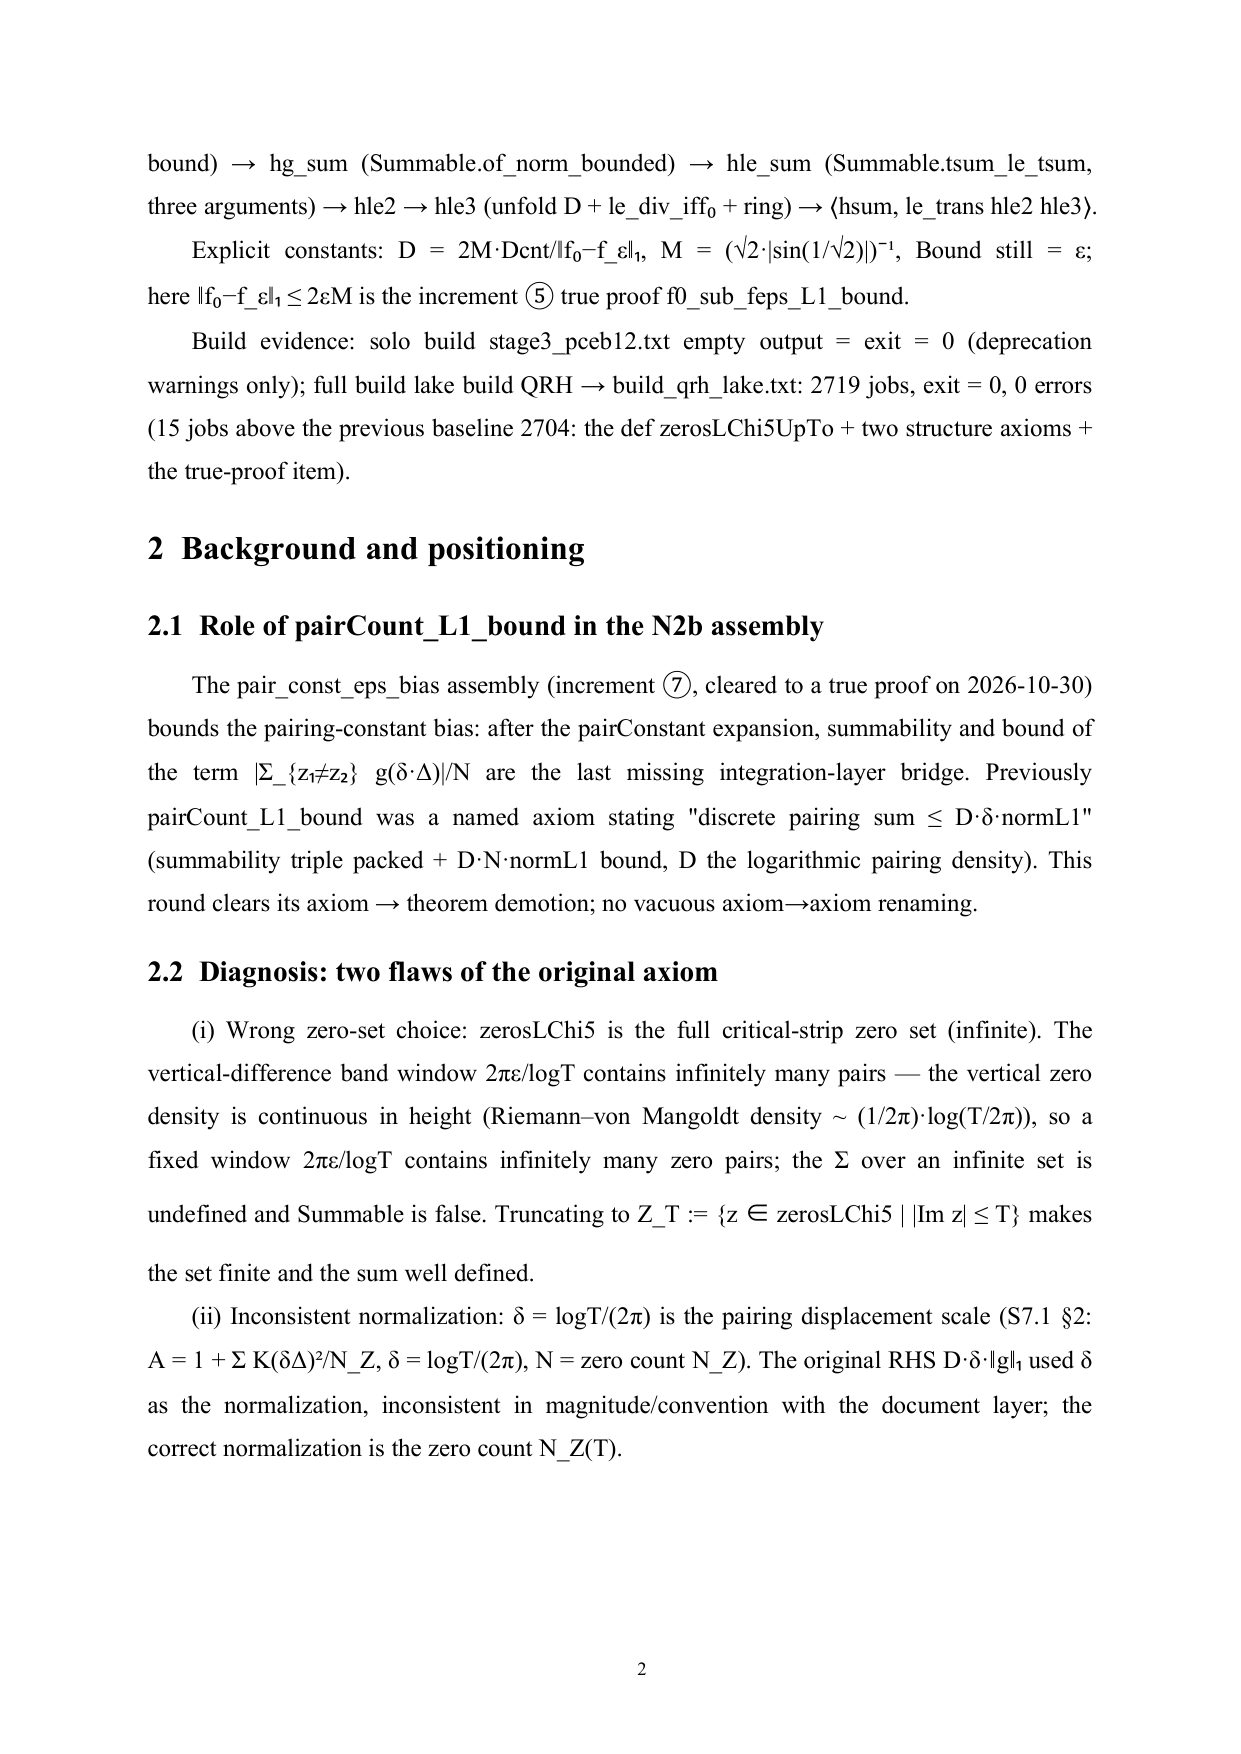 bound) → hg_sum (Summable.of_norm_bounded) → hle_sum (Summable.tsum_le_tsum,
three arguments) → hle2 → hle3 (unfold D + le_div_iff₀ + ring) → ⟨hsum, le_trans hle2 hle3⟩.
Explicit constants: D = 2M·Dcnt/‖f₀−f_ε‖₁, M = (√2·|sin(1/√2)|)⁻¹, Bound still = ε;
here ‖f₀−f_ε‖₁ ≤ 2εM is the increment ⑤ true proof f0_sub_feps_L1_bound.
Build evidence: solo build stage3_pceb12.txt empty output = exit = 0 (deprecation
warnings only); full build lake build QRH → build_qrh_lake.txt: 2719 jobs, exit = 0, 0 errors
(15 jobs above the previous baseline 2704: the def zerosLChi5UpTo + two structure axioms +
the true-proof item).
2 Background and positioning
2.1 Role of pairCount_L1_bound in the N2b assembly
The pair_const_eps_bias assembly (increment ⑦, cleared to a true proof on 2026-10-30)
bounds the pairing-constant bias: after the pairConstant expansion, summability and bound of
the term |Σ_{z₁≠z₂} g(δ·Δ)|/N are the last missing integration-layer bridge. Previously
pairCount_L1_bound was a named axiom stating "discrete pairing sum ≤ D·δ·normL1"
(summability triple packed + D·N·normL1 bound, D the logarithmic pairing density). This
round clears its axiom → theorem demotion; no vacuous axiom→axiom renaming.
2.2 Diagnosis: two flaws of the original axiom
(i) Wrong zero-set choice: zerosLChi5 is the full critical-strip zero set (infinite). The
vertical-difference band window 2πε/logT contains infinitely many pairs — the vertical zero
density is continuous in height (Riemann–von Mangoldt density ~ (1/2π)·log(T/2π)), so a
fixed window 2πε/logT contains infinitely many zero pairs; the Σ over an infinite set is
undefined and Summable is false. Truncating to Z_T := {z ∈ zerosLChi5 | |Im z| ≤ T} makes
the set finite and the sum well defined.
(ii) Inconsistent normalization: δ = logT/(2π) is the pairing displacement scale (S7.1 §2:
A = 1 + Σ K(δΔ)²/N_Z, δ = logT/(2π), N = zero count N_Z). The original RHS D·δ·‖g‖₁ used δ
as the normalization, inconsistent in magnitude/convention with the document layer; the
correct normalization is the zero count N_Z(T).
2